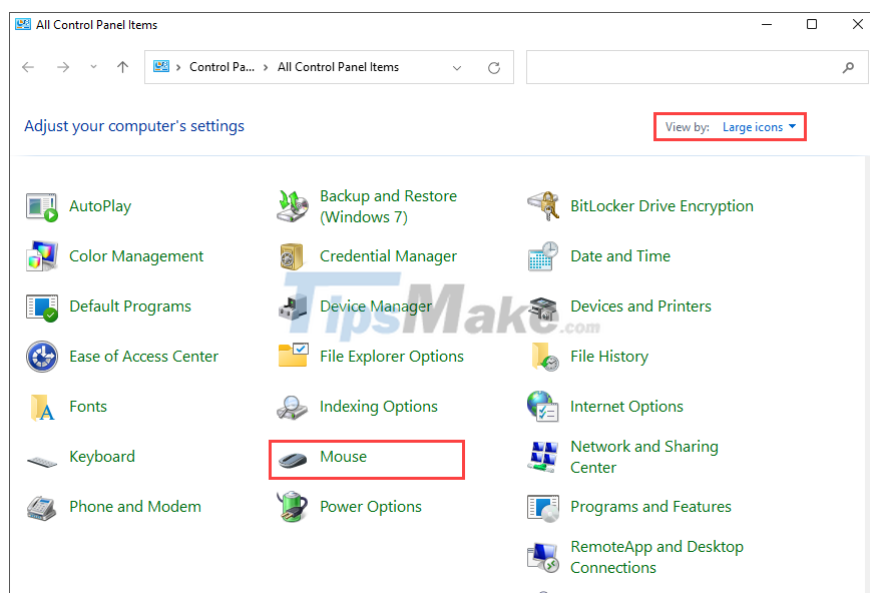 All Control Panel Items
Control Pa... > All Control Panel Items
Adjust your computer's settings
View by: Large icons
AutoPlay
Backup and Restore
(Windows 7)
BitLocker Drive Encryption
Color Management
Credential Manager
Date and Time
Default Programs
Device Manager
Devices and Printers
TipsMake.com
Ease of Access Center
File Explorer Options
File History
Fonts
Indexing Options
Internet Options
Keyboard
Mouse
Network and Sharing
Center
Phone and Modem
Power Options
Programs and Features
RemoteApp and Desktop
Connections